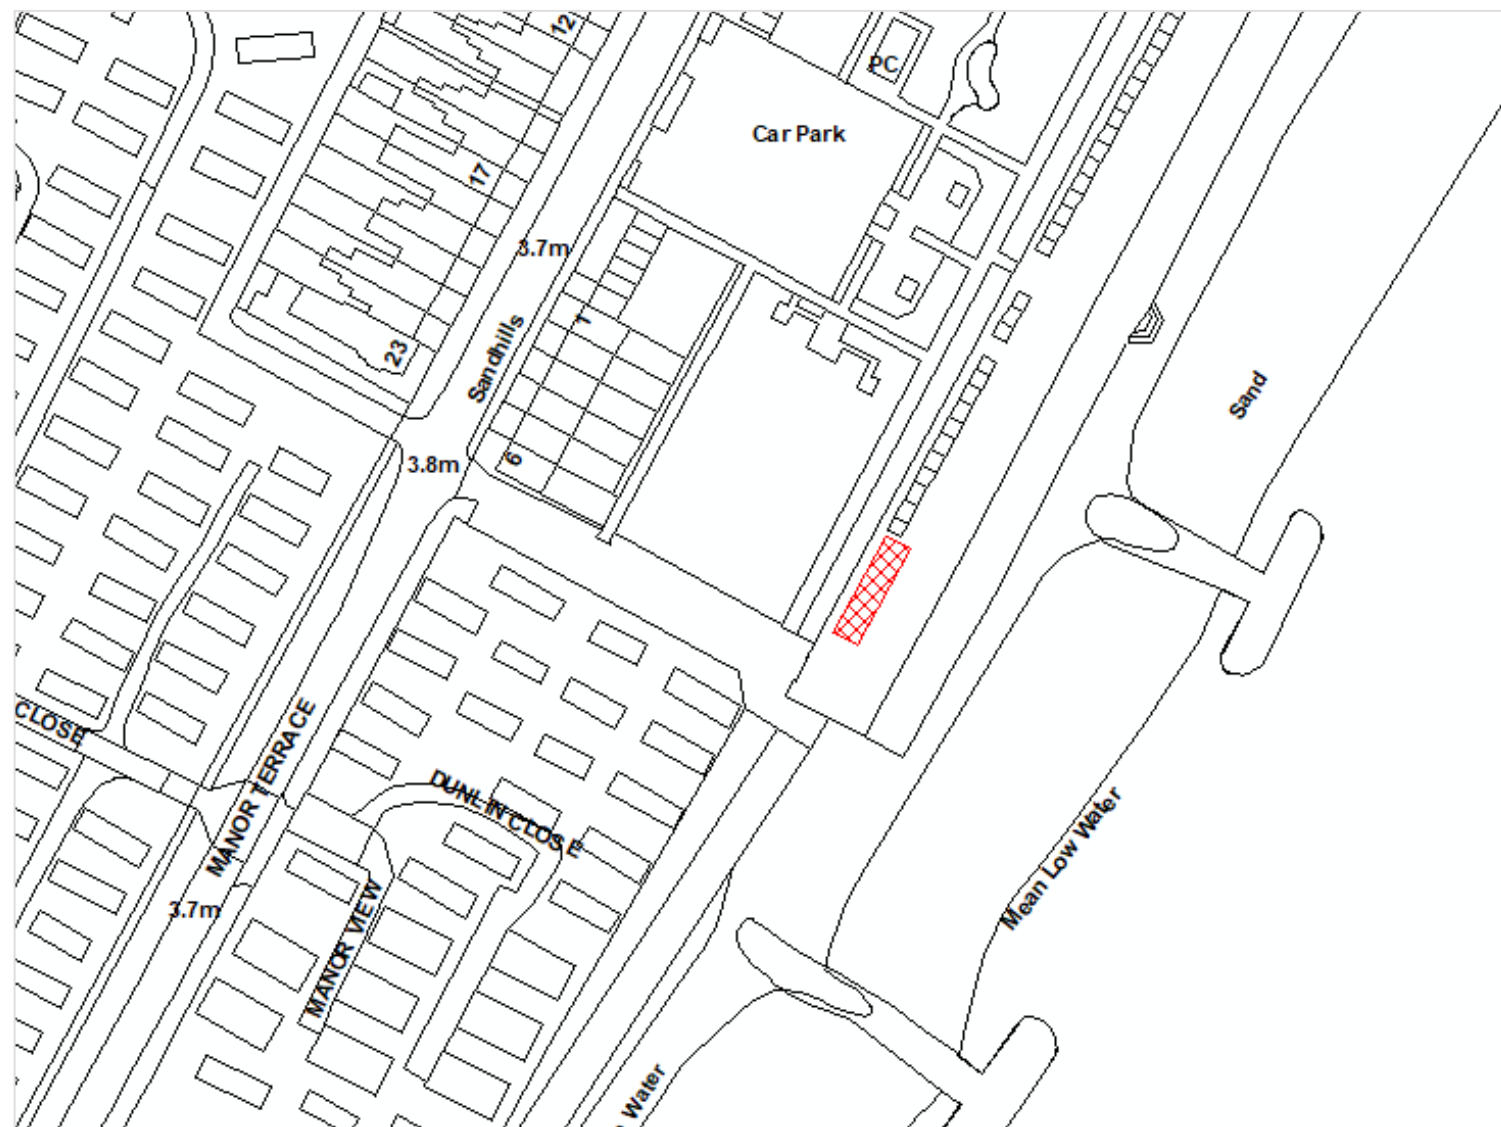 12
PC
Car Park
17
3.7m
1
23
Sandhills
Sand
6
3.8m
CLOSE
MANOR TERRACE
DUNLIN CLOSE
Mean Low Water
3.7m
MANOR VIEW
Water